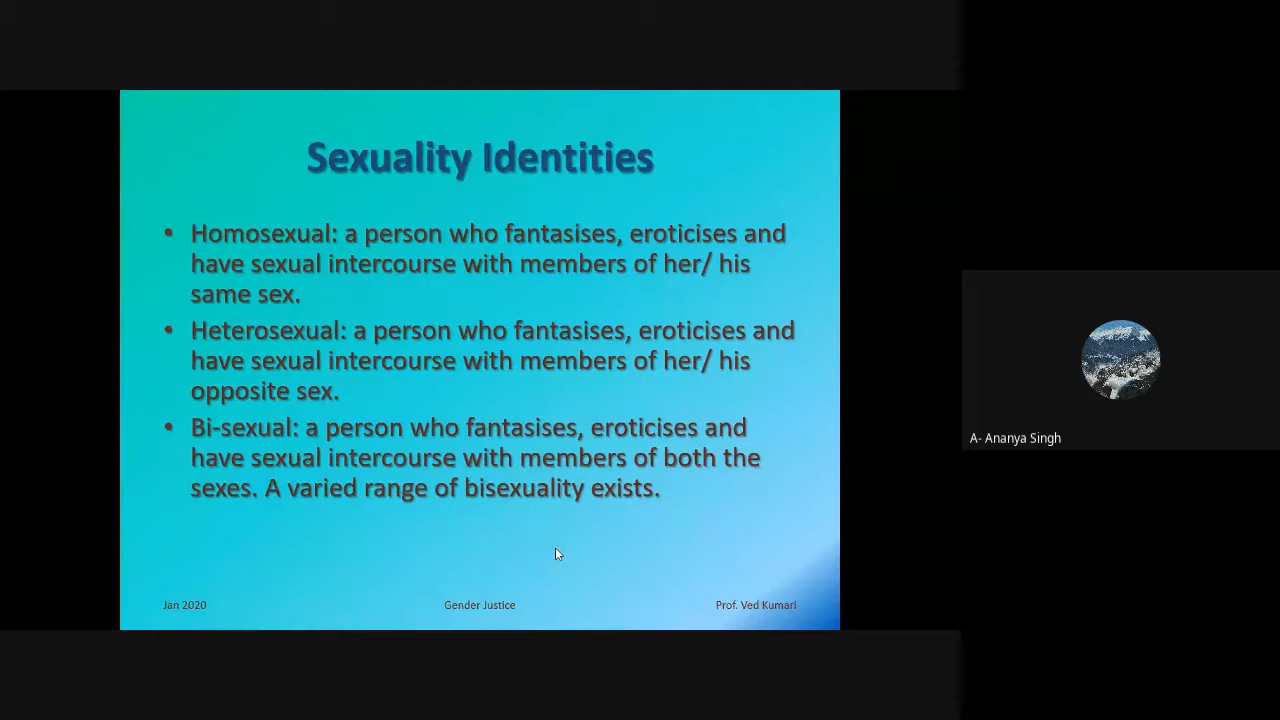 Sexuality Identities
• Homosexual: a person who fantasises, eroticises and
have sexual intercourse with members of her/ his
same sex.
• Heterosexual: a person who fantasises, eroticises and
have sexual intercourse with members of her/ his
opposite sex.
• Bi-sexual: a person who fantasises, eroticises and
have sexual intercourse with members of both the
sexes. A varied range of bisexuality exists.
Jan 2020
Gender Justice
Prof. Ved Kumari
A- Ananya Singh